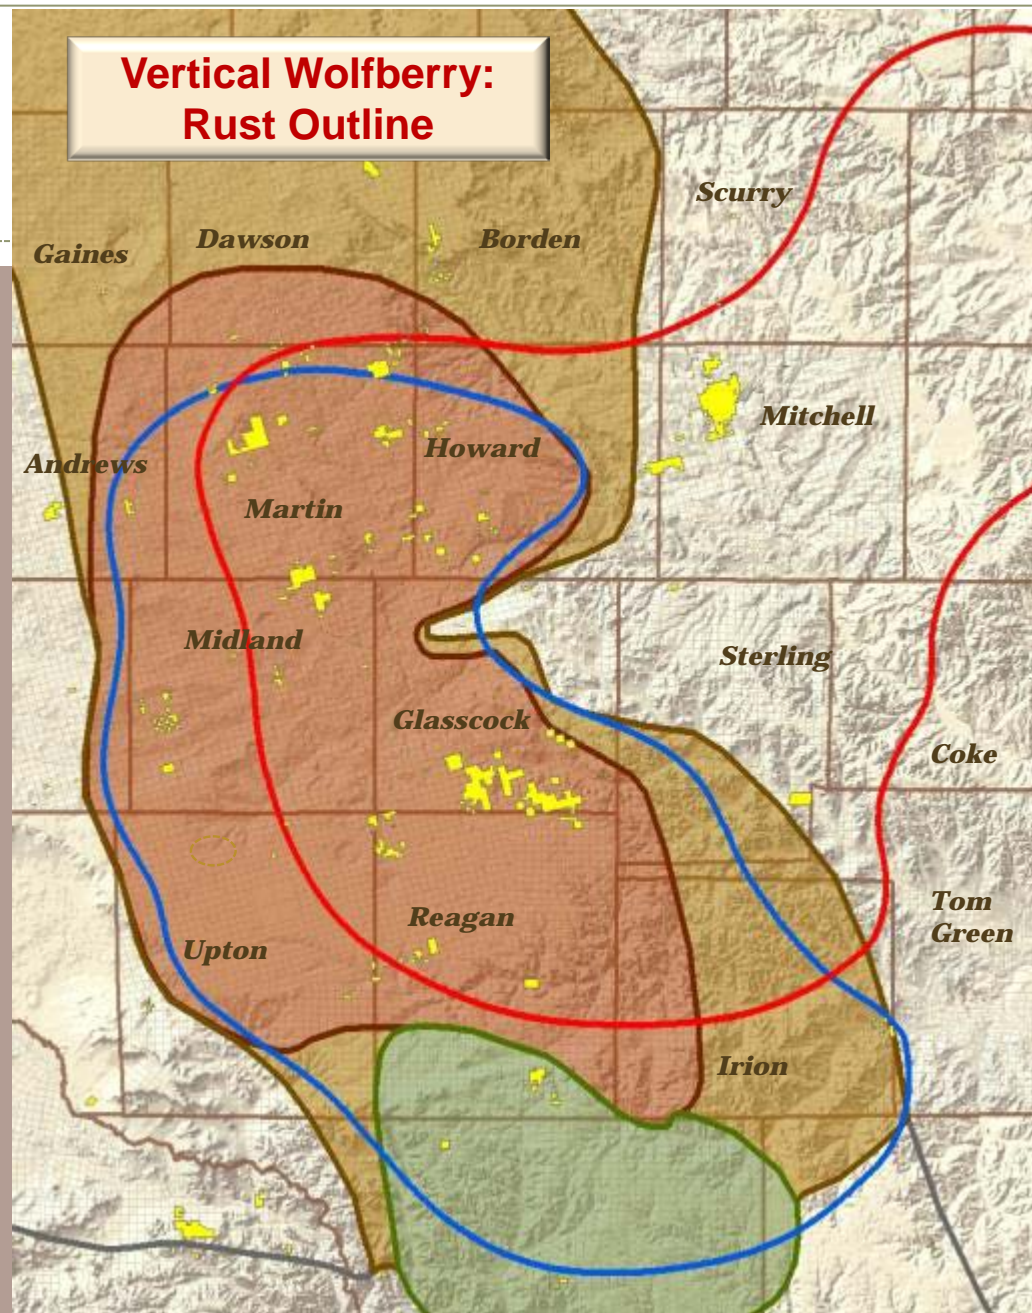 Vertical Wolfberry:
Rust Outline
Scurry
Gaines
Dawson
Borden
Mitchell
Andrews
Howard
Martin
Midland
Sterling
Glasscock
Coke
Tom
Green
Reagan
Upton
Irion